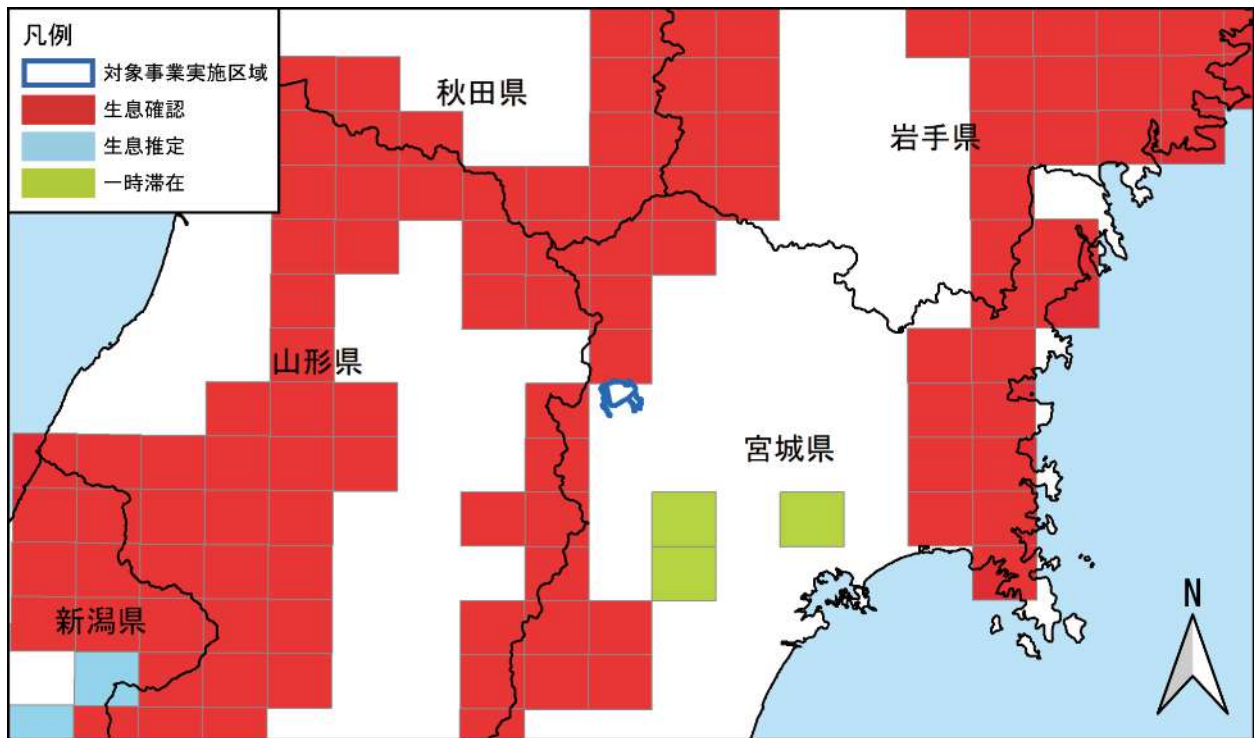 凡例
対象事業実施区域
生息確認
生息推定
一時滞在
秋田県
岩手県
山形県
宮城県
新潟県
N